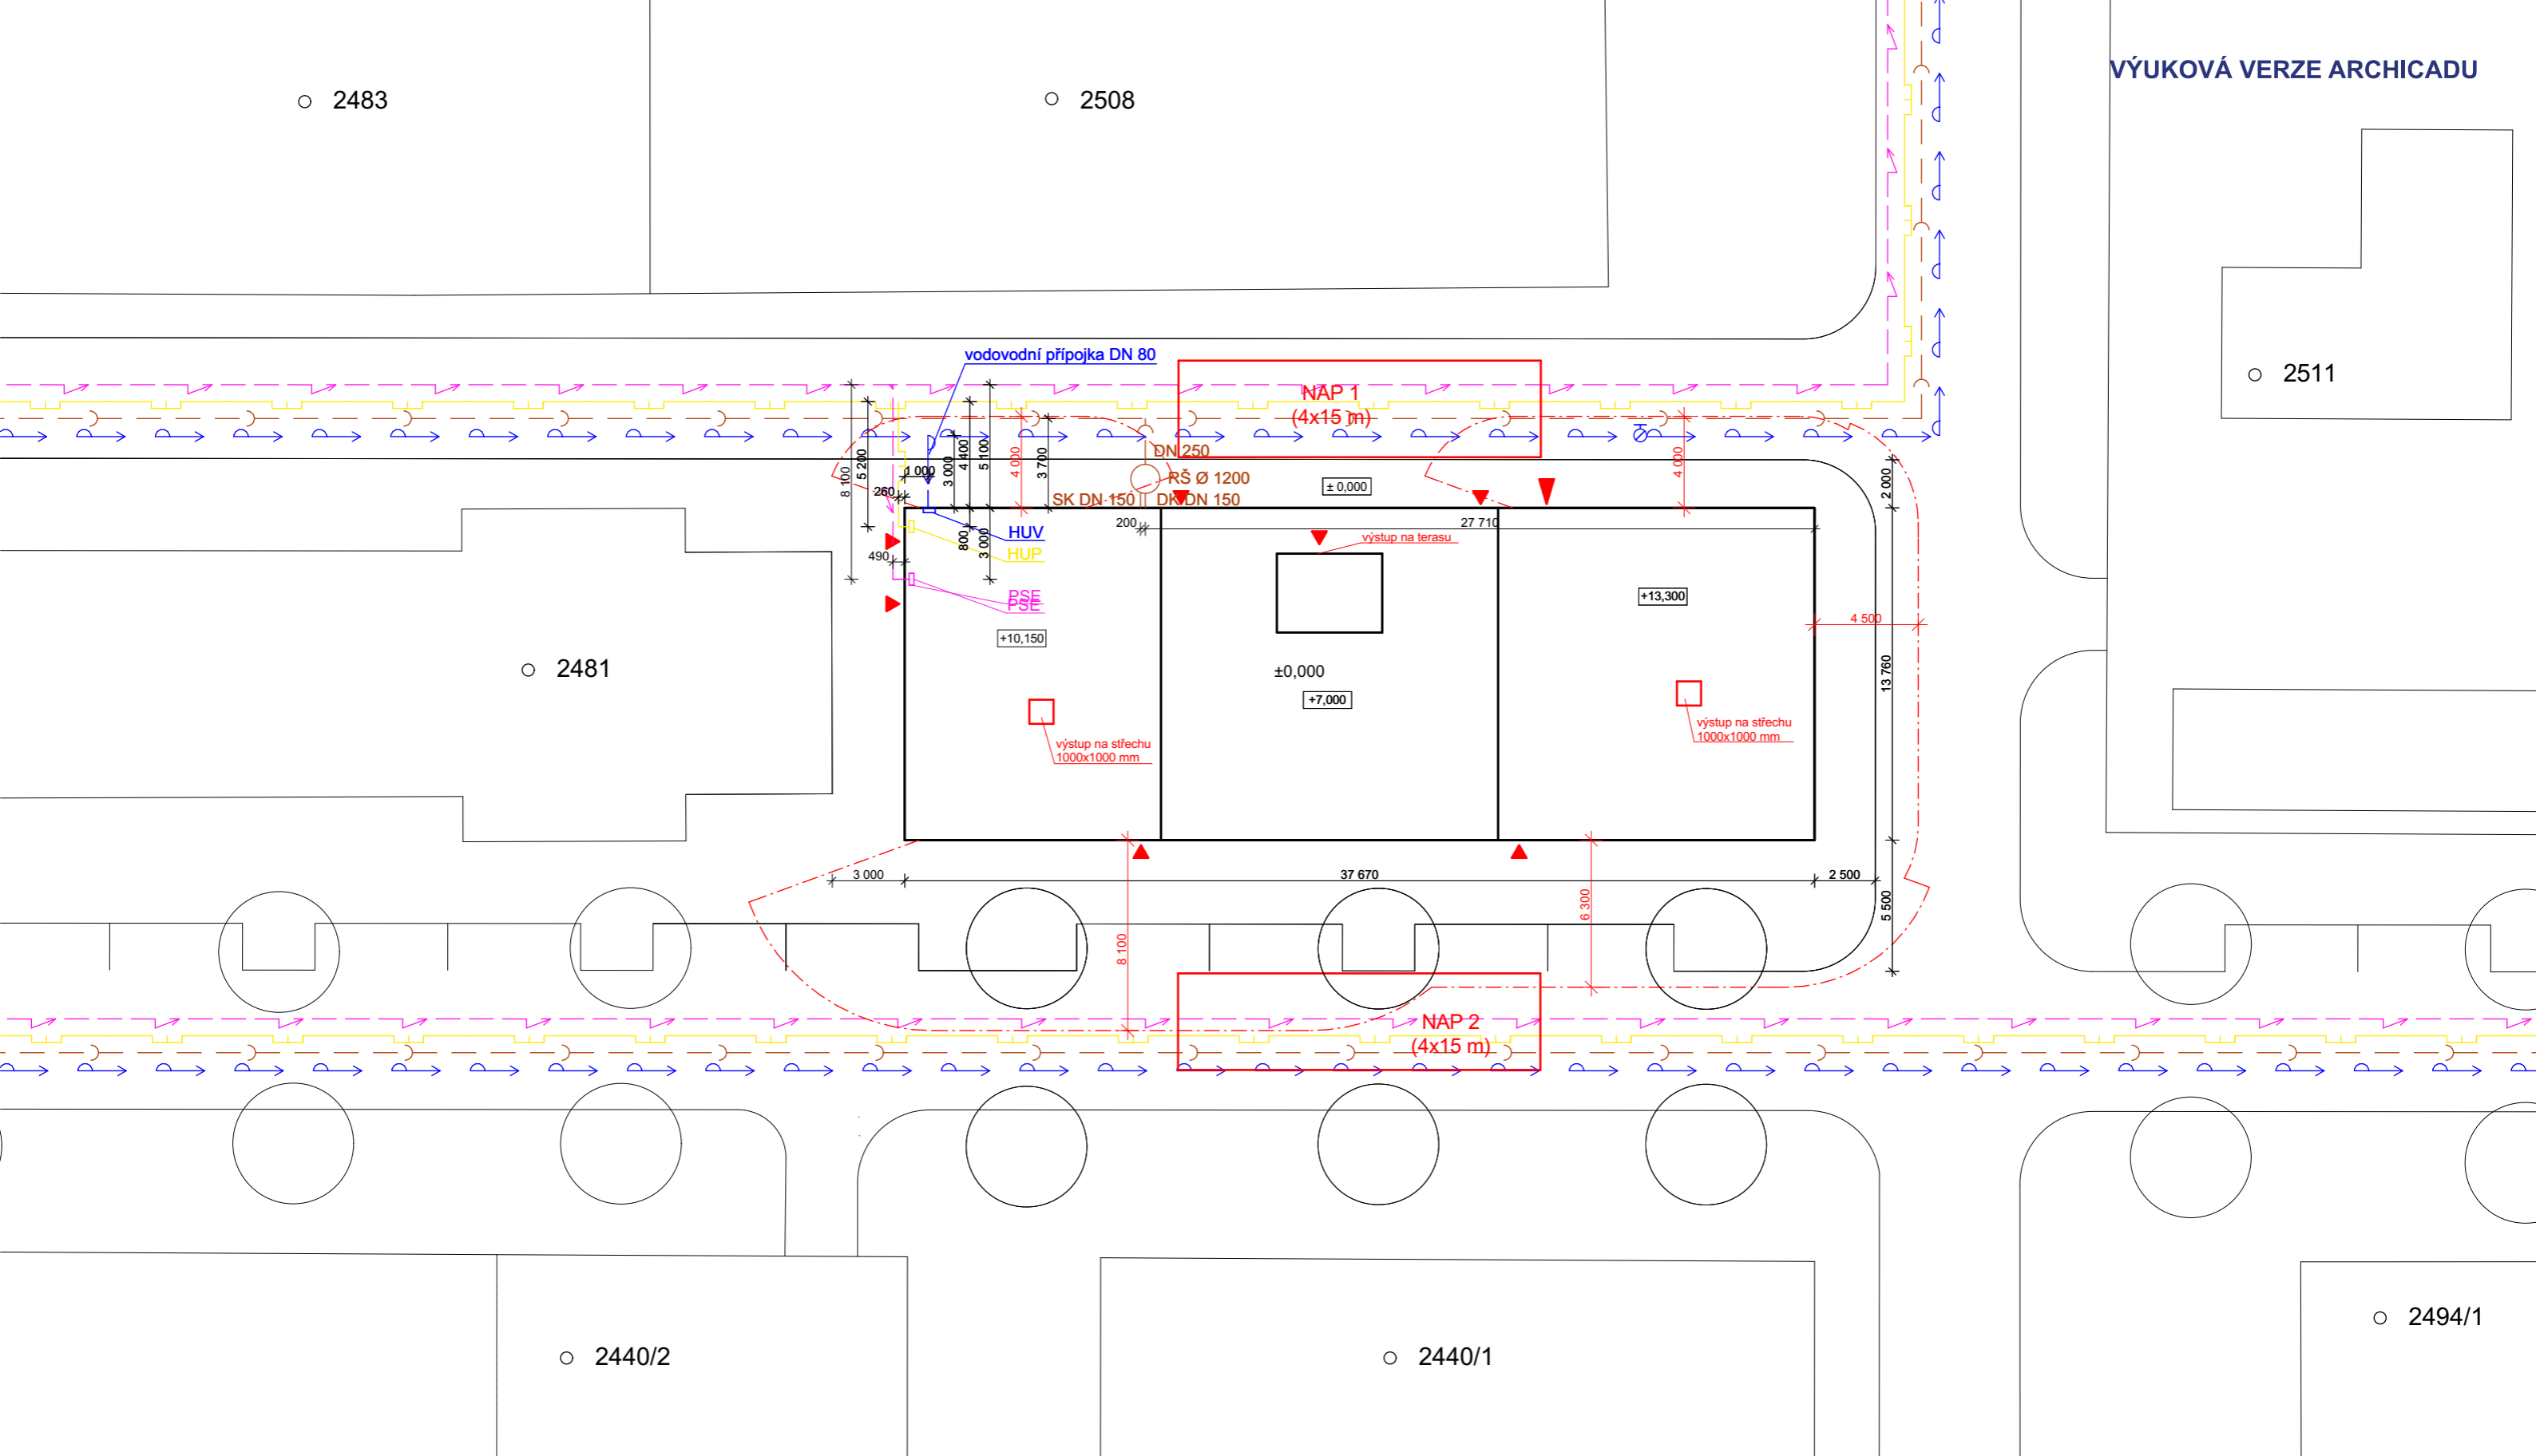 VÝUKOVÁ VERZE ARCHICADU
2483
2508
2511
vodovodní přípojka DN 80
NAP 1
(4x15 m)
8 100
5 200
1 000
260
3 000
4 400
5 100
4 000
3 700
DN 250
RŠ Ø 1200
SK DN 150
DK DN 150
± 0,000
4 000
2 000
200
27 710
HUV
HUP
800
3 000
490
PSE
PSE
výstup na terasu
+13,300
4 500
+10,150
2481
±0,000
+7,000
13 760
výstup na střechu
1000x1000 mm
výstup na střechu
1000x1000 mm
3 000
37 670
2 500
8 100
6 300
5 500
NAP 2
(4x15 m)
2440/2
2440/1
2494/1